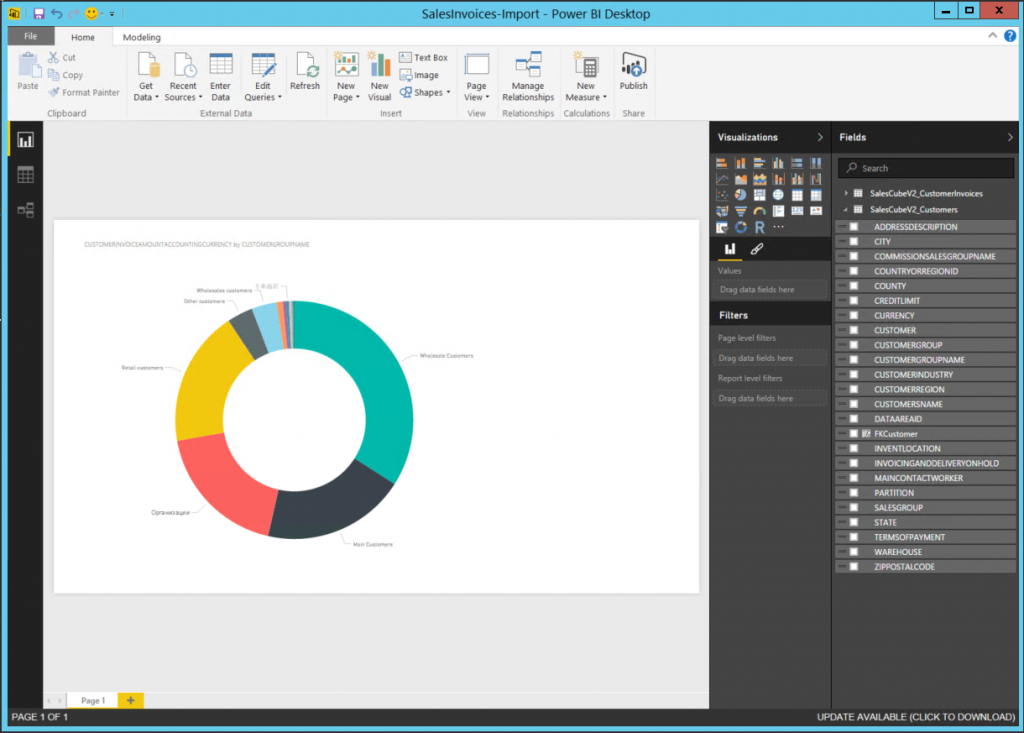 SalesInvoices-Import - Power BI Desktop
File
Home
Modeling
Paste
Cut
Copy
Format Painter
Clipboard
Get Data
Recent Sources
Enter Data
Edit Queries
External Data
Refresh
New Page
New Visual
Text Box
Image
Shapes
Insert
Page View
View
Manage Relationships
Relationships
New Measure
Calculations
Publish
Share
CUSTOMERINVOICEAMOUNTACCOUNTINGCURRENCY by CUSTOMERGROUPNAME
Wholesales customers
Other customers
Retail customers
Организации
Main Customers
Wholesale Customers
Visualizations
R
Values
Drag data fields here
Filters
Page level filters
Drag data fields here
Report level filters
Drag data fields here
Fields
Search
SalesCubeV2_CustomerInvoices
SalesCubeV2_Customers
ADDRESSDESCRIPTION
CITY
COMMISSIONSALESGROUPNAME
COUNTRYORREGIONID
COUNTY
CREDITLIMIT
CURRENCY
CUSTOMER
CUSTOMERGROUP
CUSTOMERGROUPNAME
CUSTOMERINDUSTRY
CUSTOMERREGION
CUSTOMERSNAME
DATAAREAID
FKCustomer
INVENTLOCATION
INVOICINGANDDELIVERYONHOLD
MAINCONTACTWORKER
PARTITION
SALESGROUP
STATE
TERMSOFPAYMENT
WAREHOUSE
ZIPPOSTALCODE
Page 1
PAGE 1 OF 1
UPDATE AVAILABLE (CLICK TO DOWNLOAD)